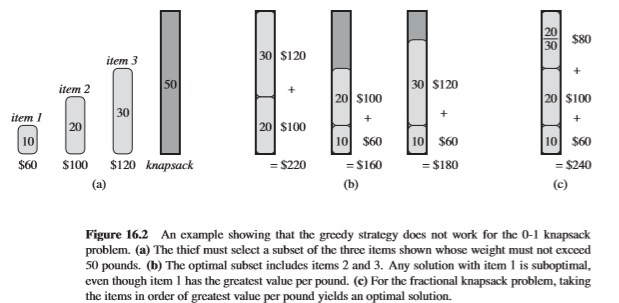 item 1
10
$60
item 2
20
$100
item 3
30
$120
50
knapsack
(a)
30 $120
+
20 $100
= $220
20 $100
+
10 $60
= $160
30 $120
+
10 $60
= $180
(b)
20
30
$80
+
20 $100
+
10 $60
= $240
(c)
Figure 16.2 An example showing that the greedy strategy does not work for the 0-1 knapsack
problem. (a) The thief must select a subset of the three items shown whose weight must not exceed
50 pounds. (b) The optimal subset includes items 2 and 3. Any solution with item 1 is suboptimal,
even though item 1 has the greatest value per pound. (c) For the fractional knapsack problem, taking
the items in order of greatest value per pound yields an optimal solution.